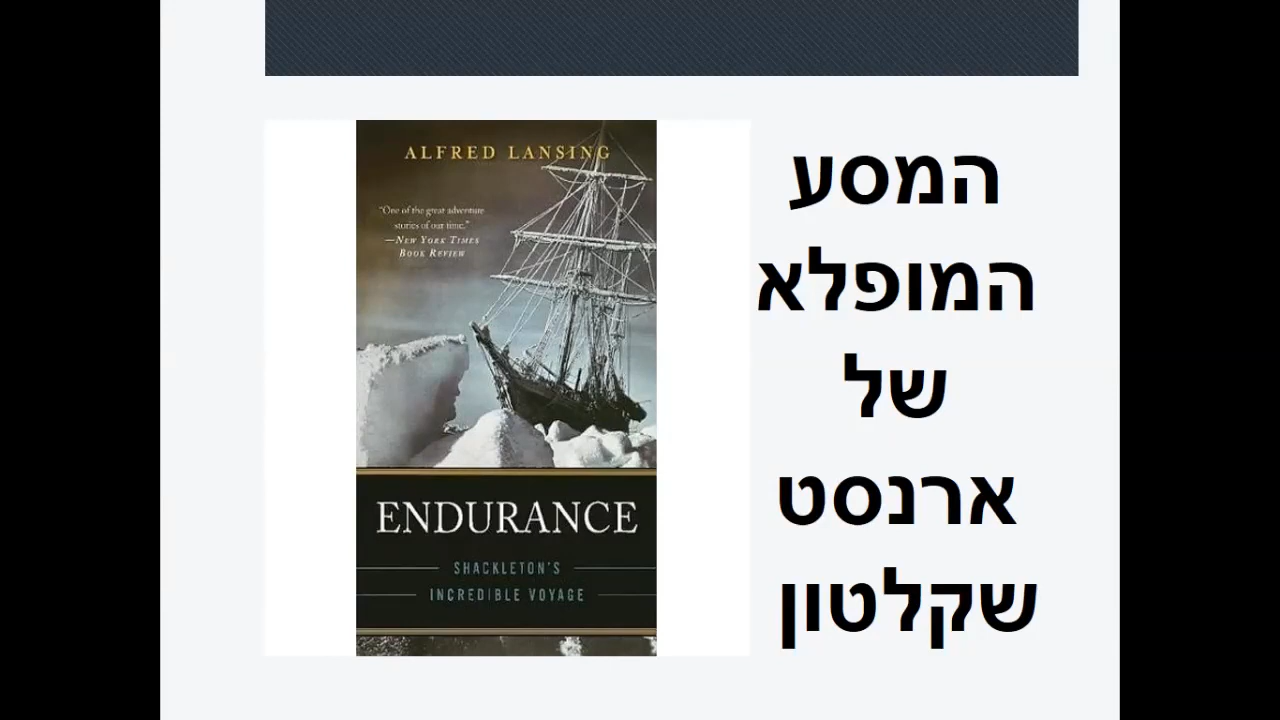 ALFRED LANSING
"One of the great adventure
stories of our time."
—NEW YORK TIMES
BOOK REVIEW
ENDURANCE
SHACKLETON'S
INCREDIBLE VOYAGE
המסע
המופלא
של
ארנסט
שקלטון